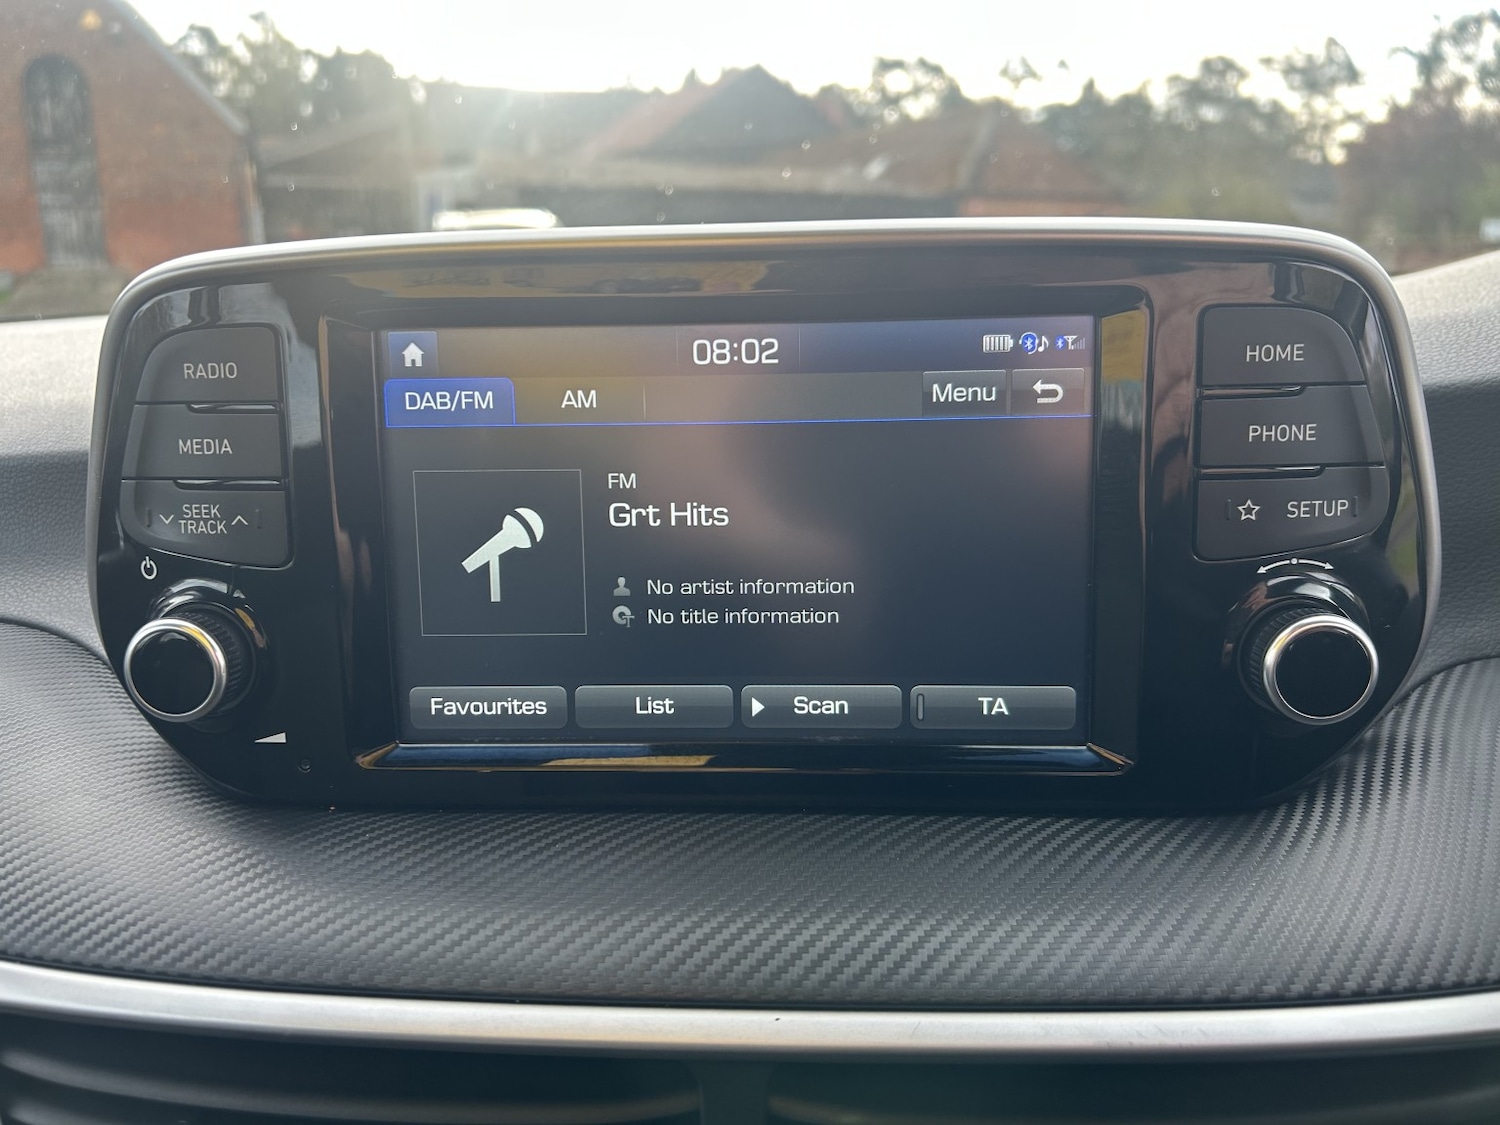 08:02
DAB/FM
AM
Menu
FM
Grt Hits
No artist information
No title information
Favourites
List
Scan
TA
RADIO
MEDIA
SEEK
TRACK
HOME
PHONE
SETUP